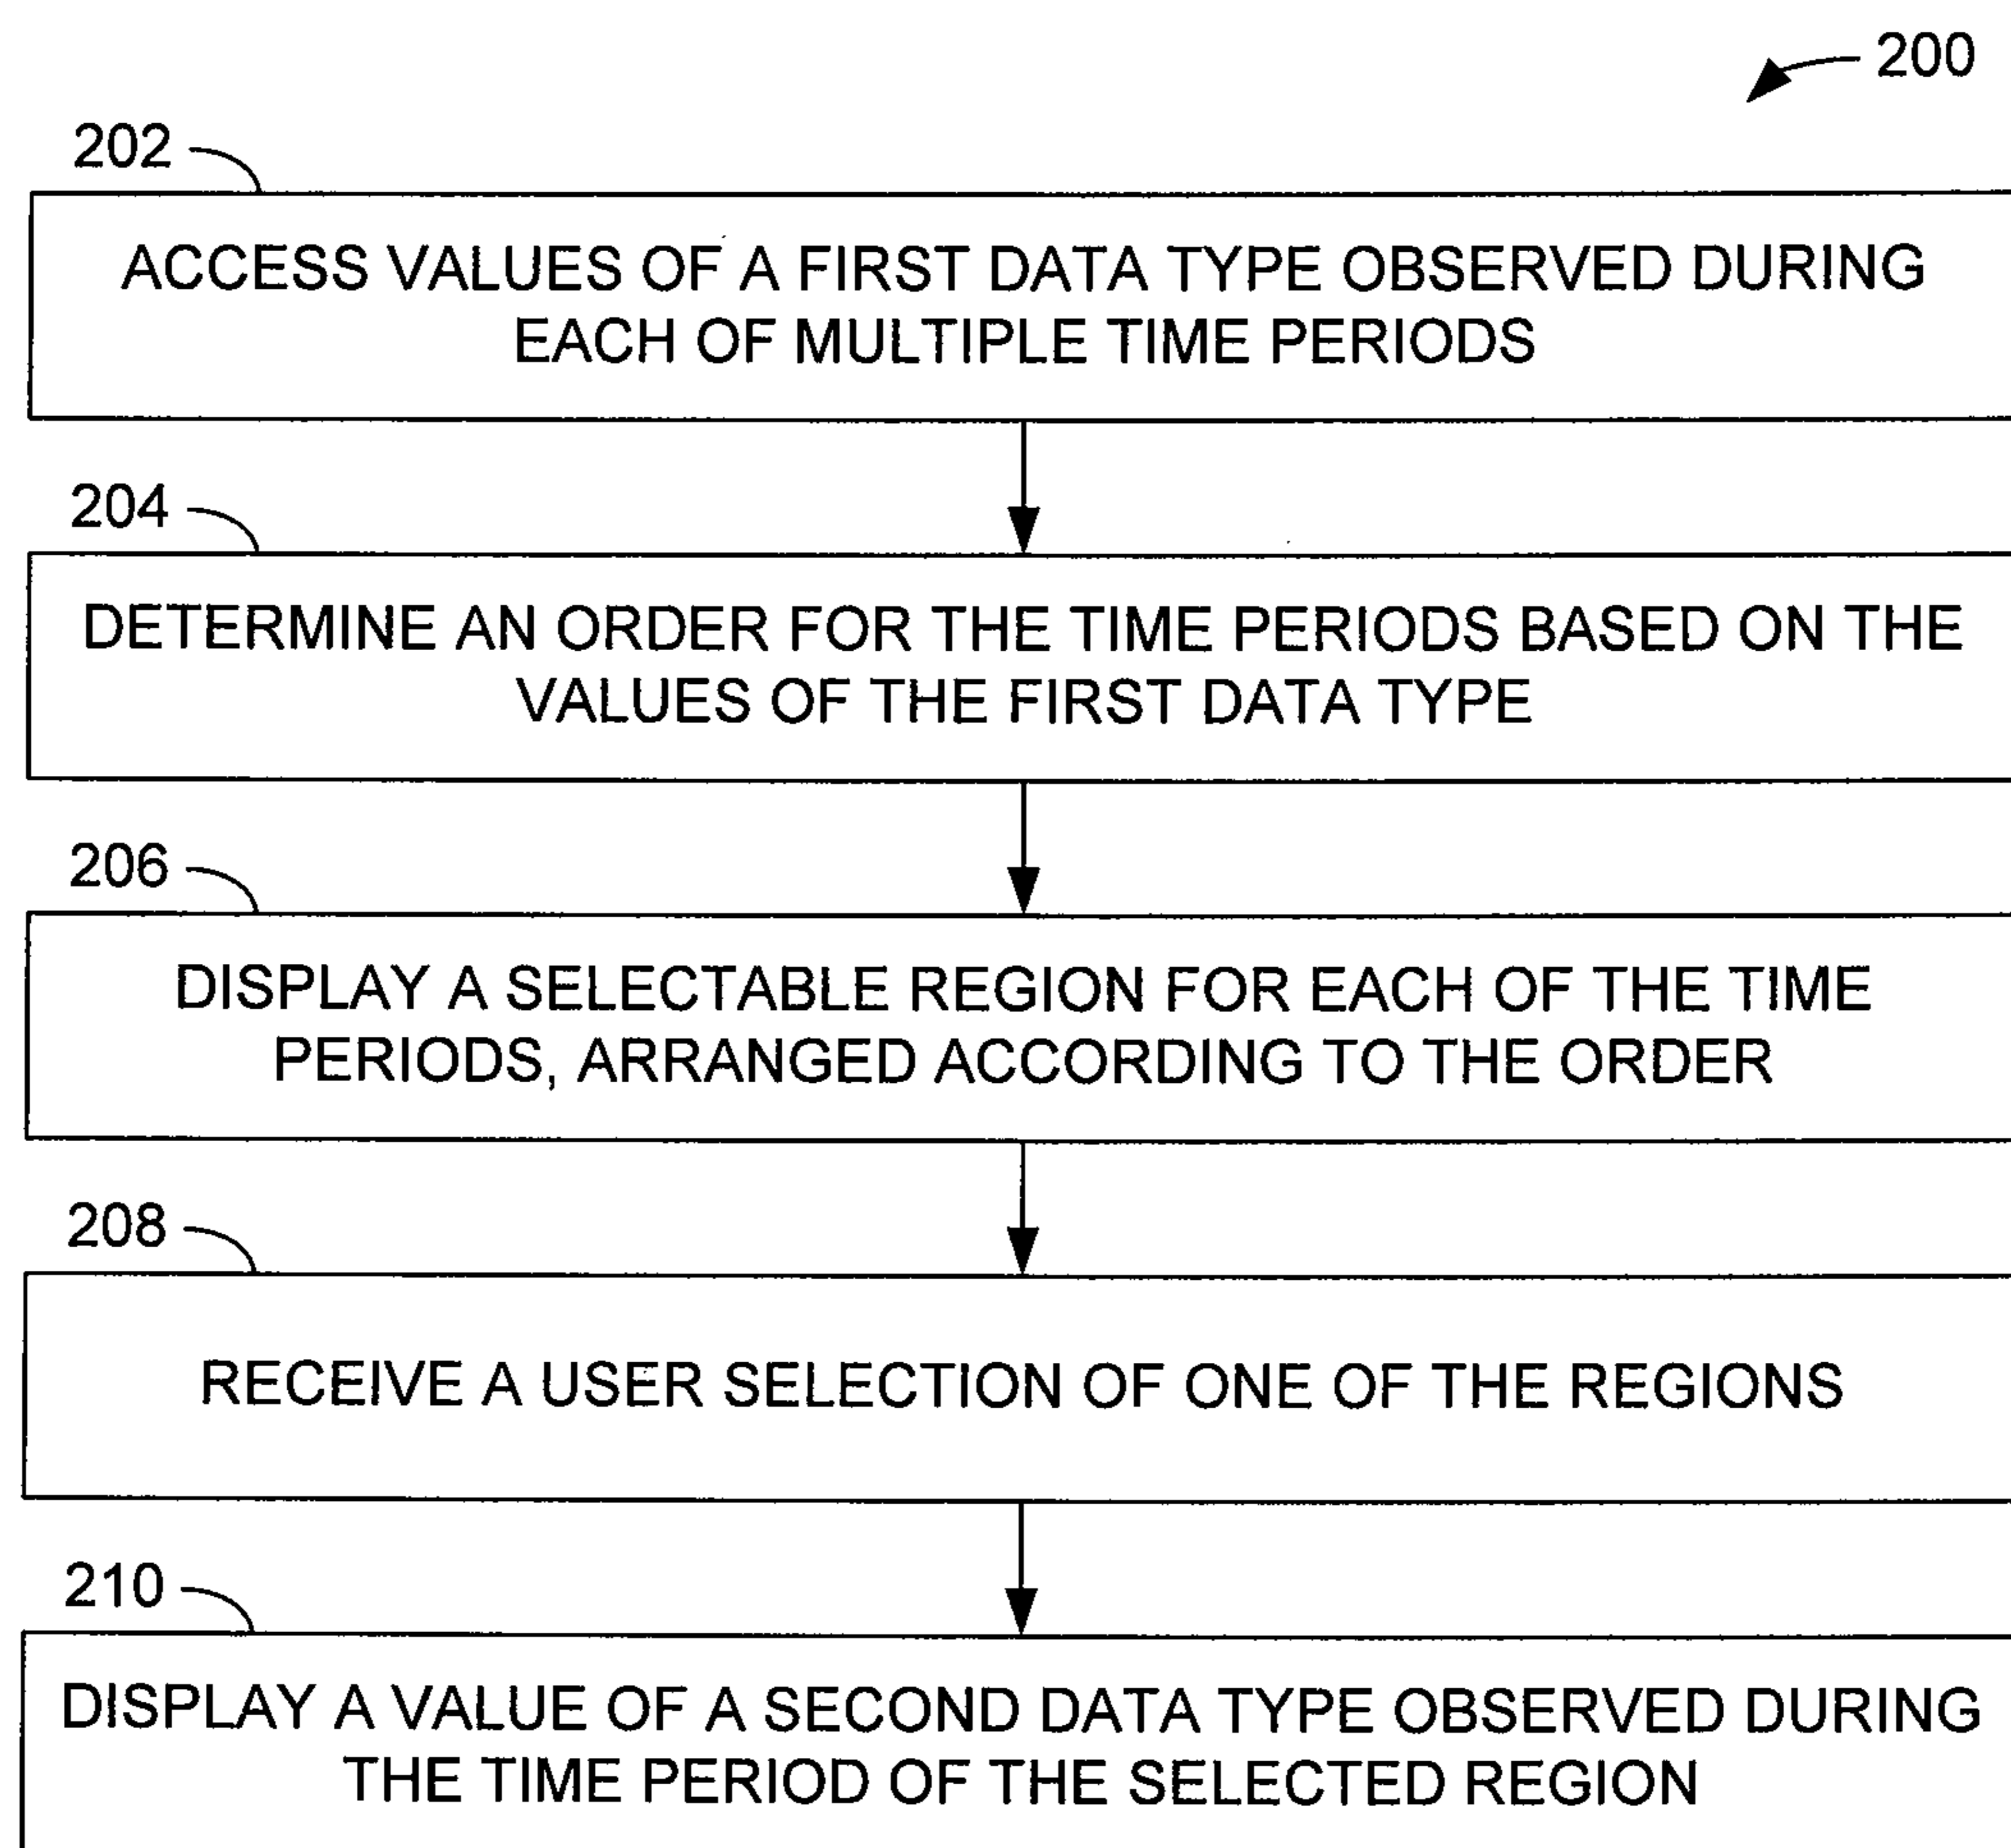 200
202
ACCESS VALUES OF A FIRST DATA TYPE OBSERVED DURING
EACH OF MULTIPLE TIME PERIODS
204
DETERMINE AN ORDER FOR THE TIME PERIODS BASED ON THE
VALUES OF THE FIRST DATA TYPE
206
DISPLAY A SELECTABLE REGION FOR EACH OF THE TIME
PERIODS, ARRANGED ACCORDING TO THE ORDER
208
RECEIVE A USER SELECTION OF ONE OF THE REGIONS
210
DISPLAY A VALUE OF A SECOND DATA TYPE OBSERVED DURING
THE TIME PERIOD OF THE SELECTED REGION